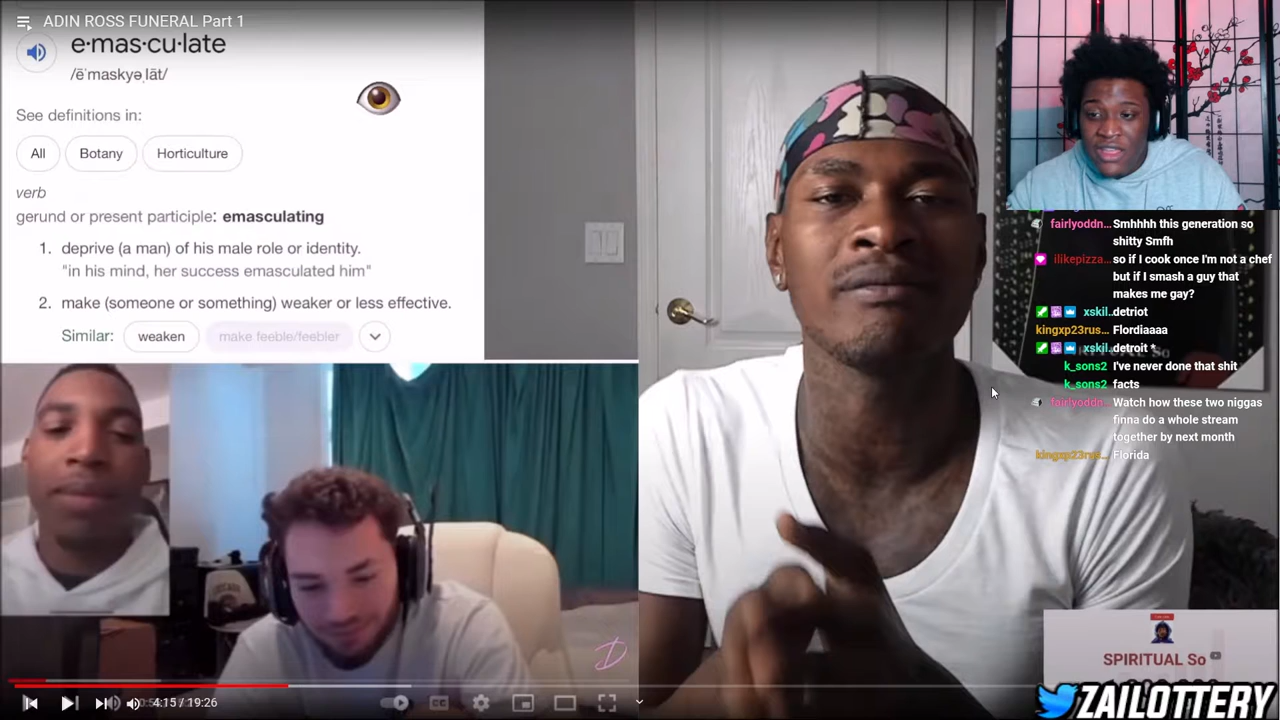 ADIN ROSS FUNERAL Part 1
e·mas·cu·late
/ēˈmaskyəˌlāt/
See definitions in:
All
Botany
Horticulture
verb
gerund or present participle: emasculating
1. deprive (a man) of his male role or identity.
"in his mind, her success emasculated him"
2. make (someone or something) weaker or less effective.
Similar:
weaken
make feeble/feebler
fairlyoddn... Smhhhh this generation so
shitty Smfh
ilikepizza... so if I cook once I'm not a chef
but if i smash a guy that
makes me gay?
xskil.. detriot
kingxp23rus... Flordiaaaa
xskil.. detroit *
k_sons2 I've never done that shit
k_sons2 facts
fairlyoddn... Watch how these two niggas
finna do a whole stream
together by next month
kingxp23rus... Florida
SPIRITUAL So
4:15 / 19:26
CC
SPIRITUAL So
ZAILOTTERY